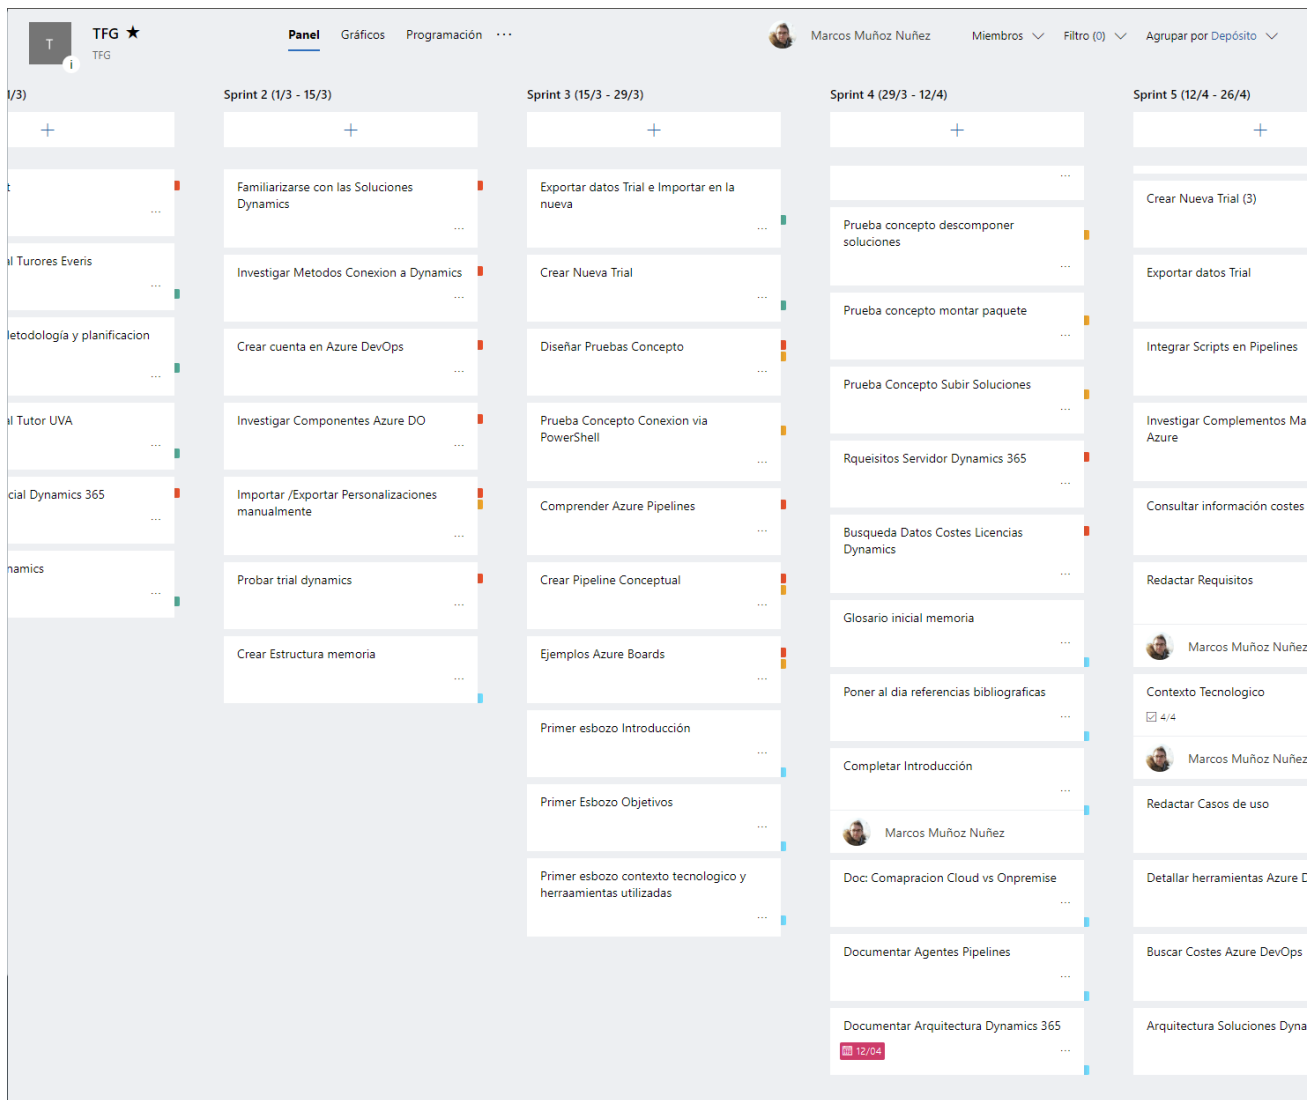 T
i
TFG ★
TFG
Panel Gráficos Programación ···
Marcos Muñoz Nunez Miembros Filtro (0) Agrupar por Depósito
/3)
+
t
...
l Turores Everis
...
etodología y planificacion
...
l Tutor UVA
...
cial Dynamics 365
...
namics
...
Sprint 2 (1/3 - 15/3)
+
Familiarizarse con las Soluciones
Dynamics
...
Investigar Metodos Conexion a Dynamics
...
Crear cuenta en Azure DevOps
...
Investigar Componentes Azure DO
...
Importar /Exportar Personalizaciones
manualmente
...
Probar trial dynamics
...
Crear Estructura memoria
...
Sprint 3 (15/3 - 29/3)
+
Exportar datos Trial e Importar en la
nueva
...
Crear Nueva Trial
...
Diseñar Pruebas Concepto
...
Prueba Concepto Conexion via
PowerShell
...
Comprender Azure Pipelines
...
Crear Pipeline Conceptual
...
Ejemplos Azure Boards
...
Primer esbozo Introducción
...
Primer Esbozo Objetivos
...
Primer esbozo contexto tecnologico y
herraamientas utilizadas
...
Sprint 4 (29/3 - 12/4)
+
...
Prueba concepto descomponer
soluciones
...
Prueba concepto montar paquete
...
Prueba Concepto Subir Soluciones
...
Rqueisitos Servidor Dynamics 365
...
Busqueda Datos Costes Licencias
Dynamics
...
Glosario inicial memoria
...
Poner al dia referencias bibliograficas
...
Completar Introducción
...
Marcos Muñoz Nuñez
Doc: Comapracion Cloud vs Onpremise
...
Documentar Agentes Pipelines
...
Documentar Arquitectura Dynamics 365
12/04
...
Sprint 5 (12/4 - 26/4)
+
Crear Nueva Trial (3)
Exportar datos Trial
Integrar Scripts en Pipelines
Investigar Complementos Ma
Azure
Consultar información costes
Redactar Requisitos
Marcos Muñoz Nuñez
Contexto Tecnologico
4/4
Marcos Muñoz Nuñez
Redactar Casos de uso
Detallar herramientas Azure D
Buscar Costes Azure DevOps
Arquitectura Soluciones Dyna